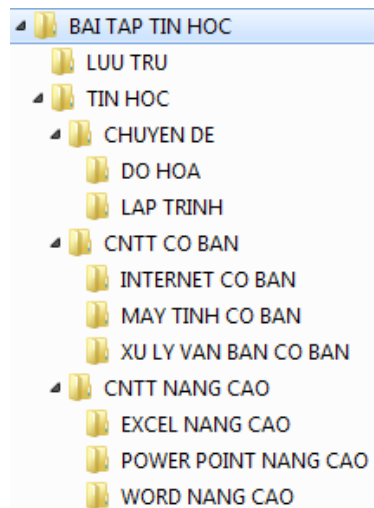 BAI TAP TIN HOC
LUU TRU
TIN HOC
CHUYEN DE
DO HOA
LAP TRINH
CNTT CO BAN
INTERNET CO BAN
MAY TINH CO BAN
XU LY VAN BAN CO BAN
CNTT NANG CAO
EXCEL NANG CAO
POWER POINT NANG CAO
WORD NANG CAO